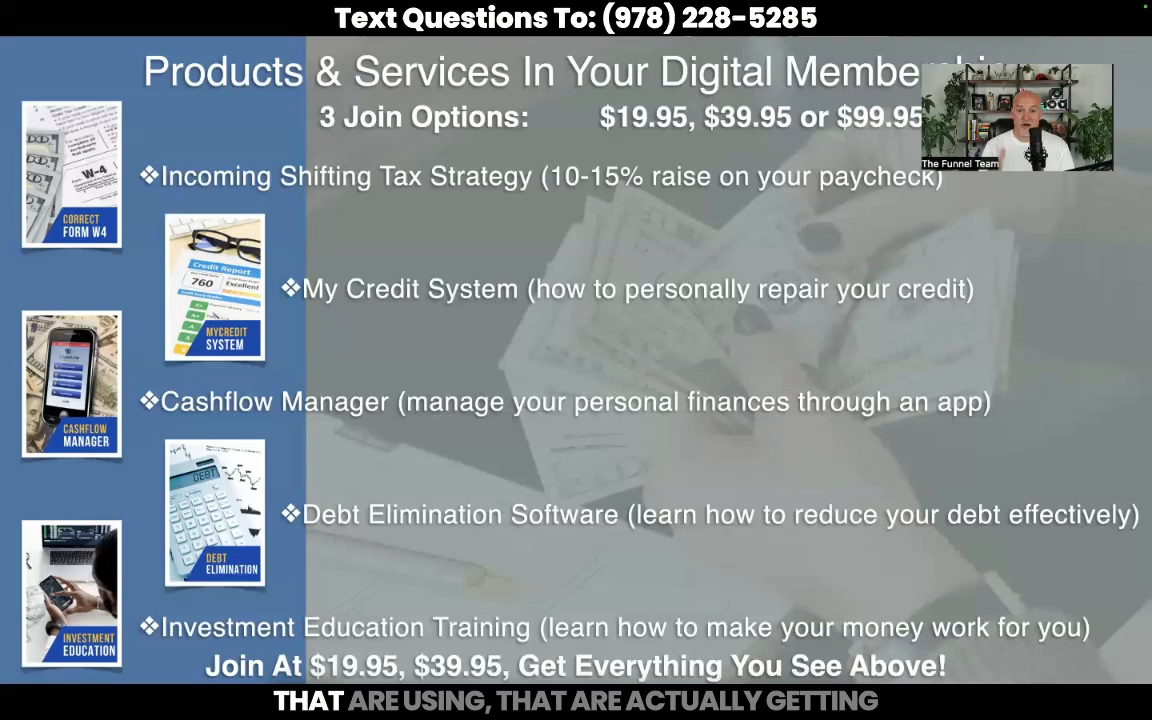 Text Questions To: (978) 228-5285
Products & Services In Your Digital
3 Join Options: $19.95, $39.95 or $99.95
The Funnel Team
❖Incoming Shifting Tax Strategy (10-15% raise on your paycheck)
W-4
CORRECT
FORM W4
❖My Credit System (how to personally repair your credit)
Credit Report
760
Excellent
MYCREDIT
SYSTEM
❖Cashflow Manager (manage your personal finances through an app)
CASHFLOW
MANAGER
❖Debt Elimination Software (learn how to reduce your debt effectively)
DEBT
DEBT
ELIMINATION
❖Investment Education Training (learn how to make your money work for you)
INVESTMENT
EDUCATION
Join At $19.95, $39.95, Get Everything You See Above!
THAT ARE USING, THAT ARE ACTUALLY GETTING